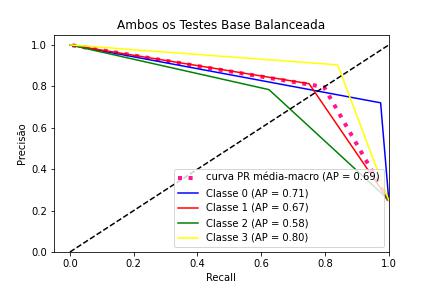 Ambos os Testes Base Balanceada
Precisão
1.0
0.8
0.6
0.4
0.2
0.0
curva PR média-macro (AP = 0.69)
Classe 0 (AP = 0.71)
Classe 1 (AP = 0.67)
Classe 2 (AP = 0.58)
Classe 3 (AP = 0.80)
0.0 0.2 0.4 0.6 0.8 1.0
Recall